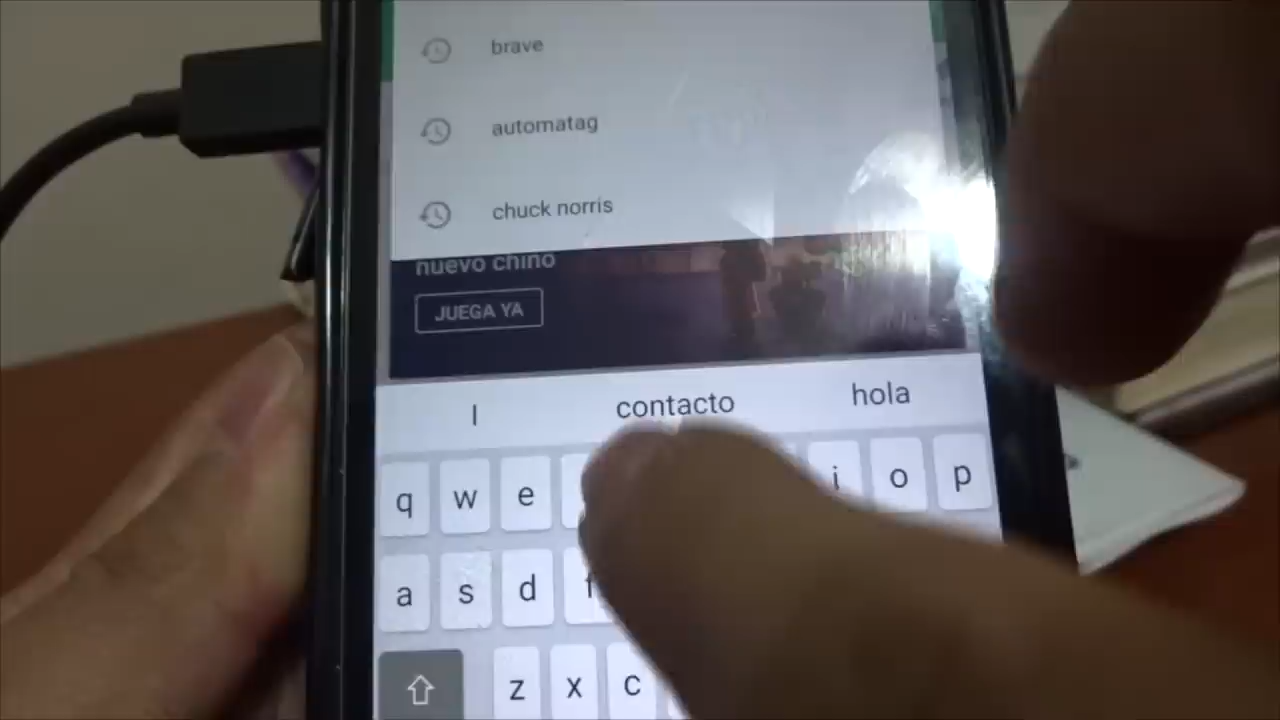 brave
automatag
chuck norris
nuevo chino
JUEGA YA
I contacto hola
q w e i o p
a s d f
z x c